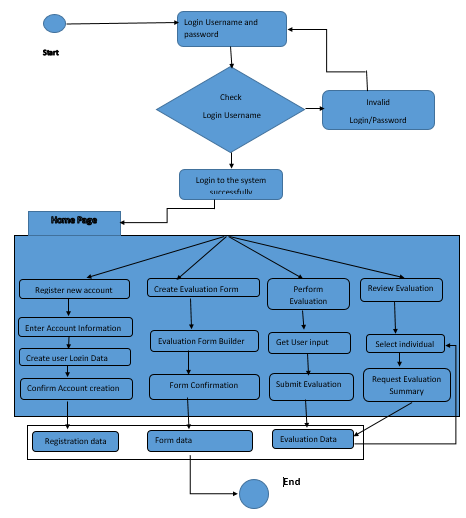 Login Username and
password
Start
Check
Login Username
Invalid
Login/Password
Login to the system
successfully
Home Page
Register new account
Create Evaluation Form
Perform
Evaluation
Review Evaluation
Enter Account Information
Evaluation Form Builder
Get User input
Select individual
Create user Login Data
Confirm Account creation
Form Confirmation
Submit Evaluation
Request Evaluation
Summary
Registration data
Form data
Evaluation Data
End